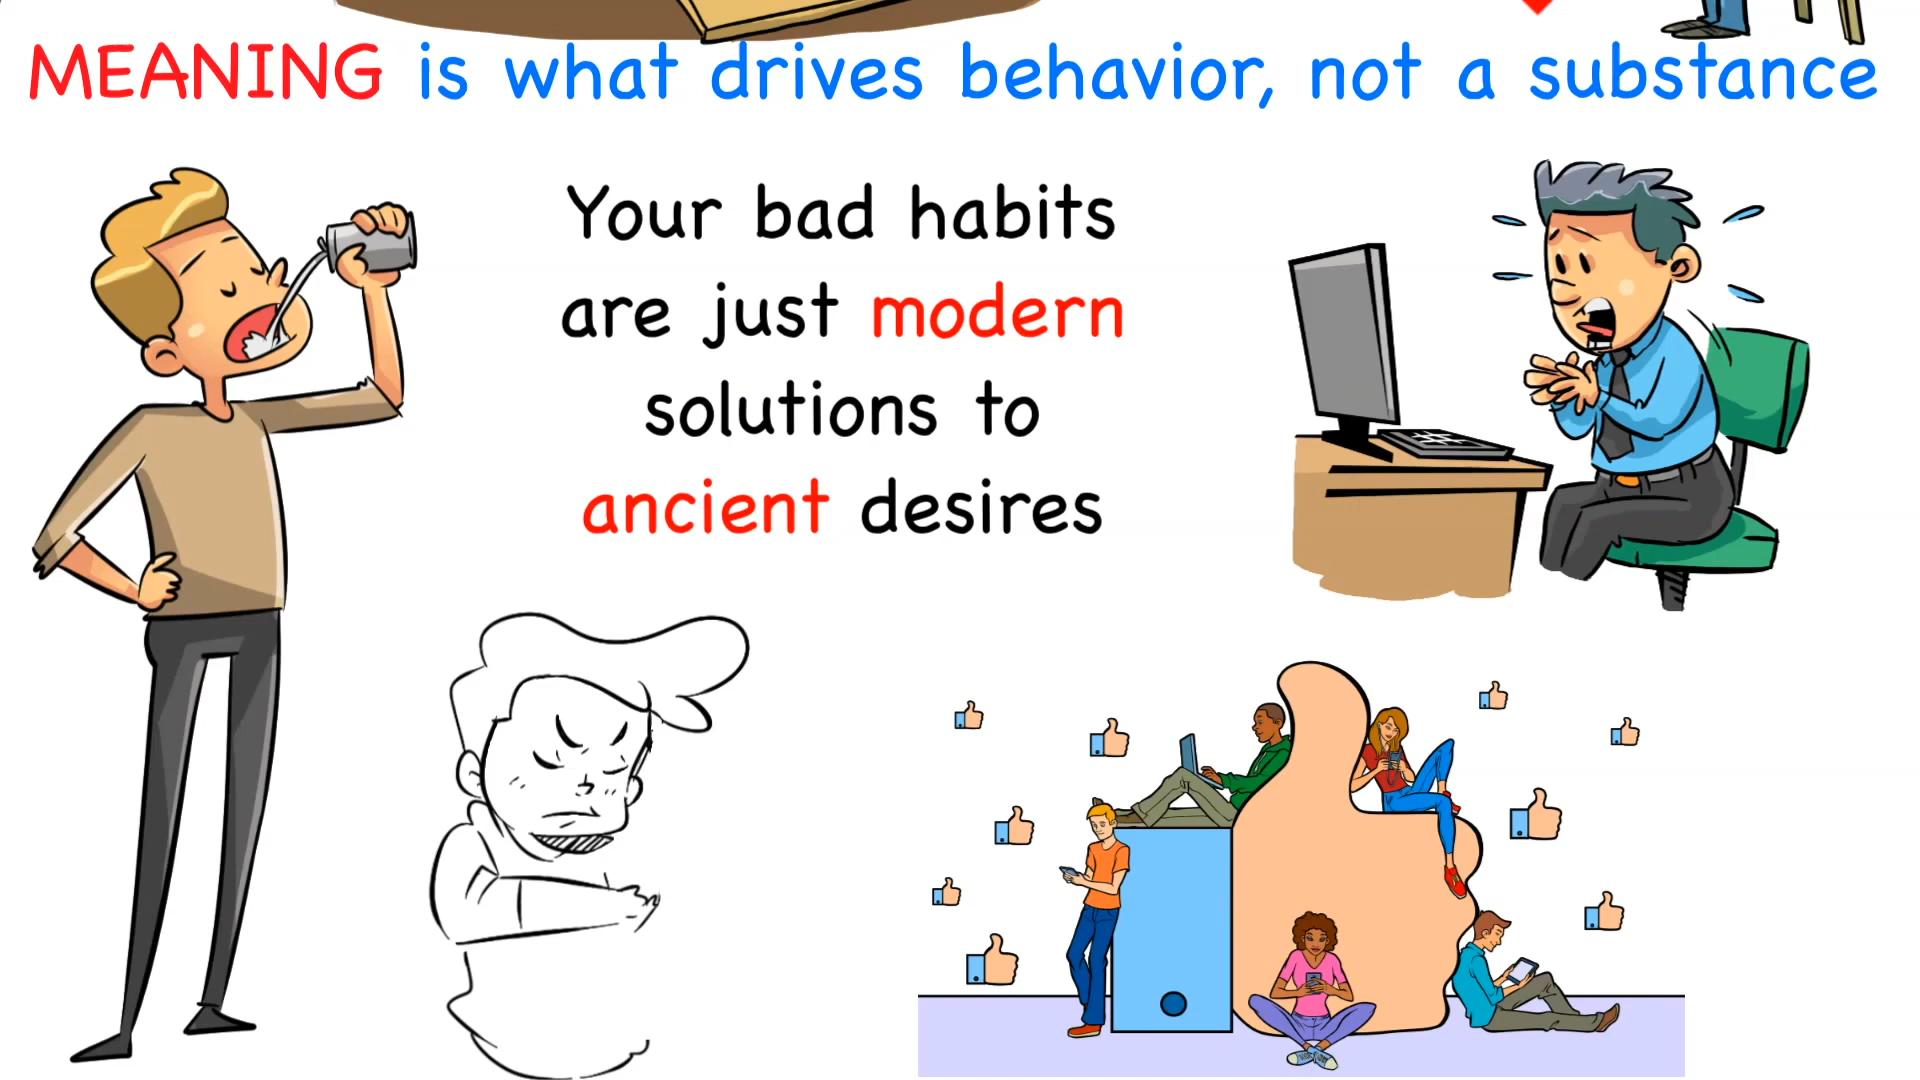 MEANING is what drives behavior, not a substance
Your bad habits
are just modern
solutions to
ancient desires